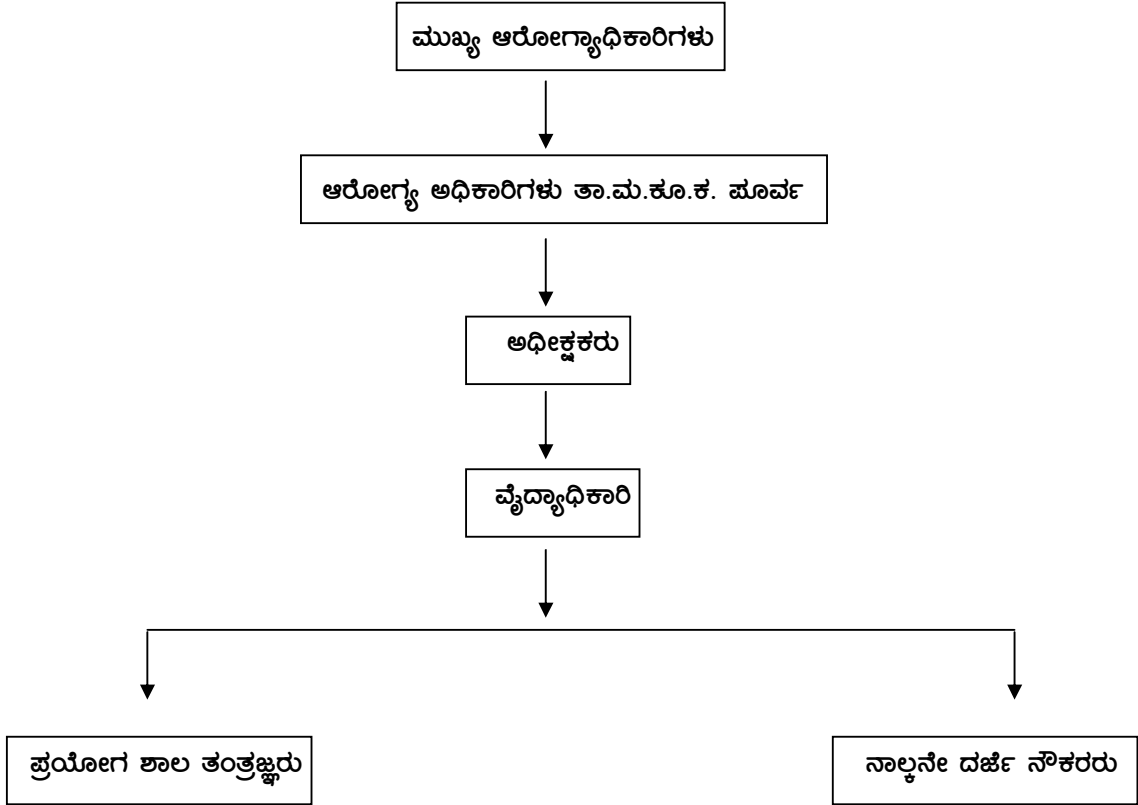 ಮುಖ್ಯ ಆರೋಗ್ಯಾಧಿಕಾರಿಗಳು
ಆರೋಗ್ಯ ಅಧಿಕಾರಿಗಳು ತಾ.ಮ.ಕೂ.ಕ. ಪೂರ್ವ
ಅಧೀಕ್ಷಕರು
ವೈದ್ಯಾಧಿಕಾರಿ
ಪ್ರಯೋಗ ಶಾಲ ತಂತ್ರಜ್ಞರು
ನಾಲ್ಕನೇ ದರ್ಜೆ ನೌಕರರು